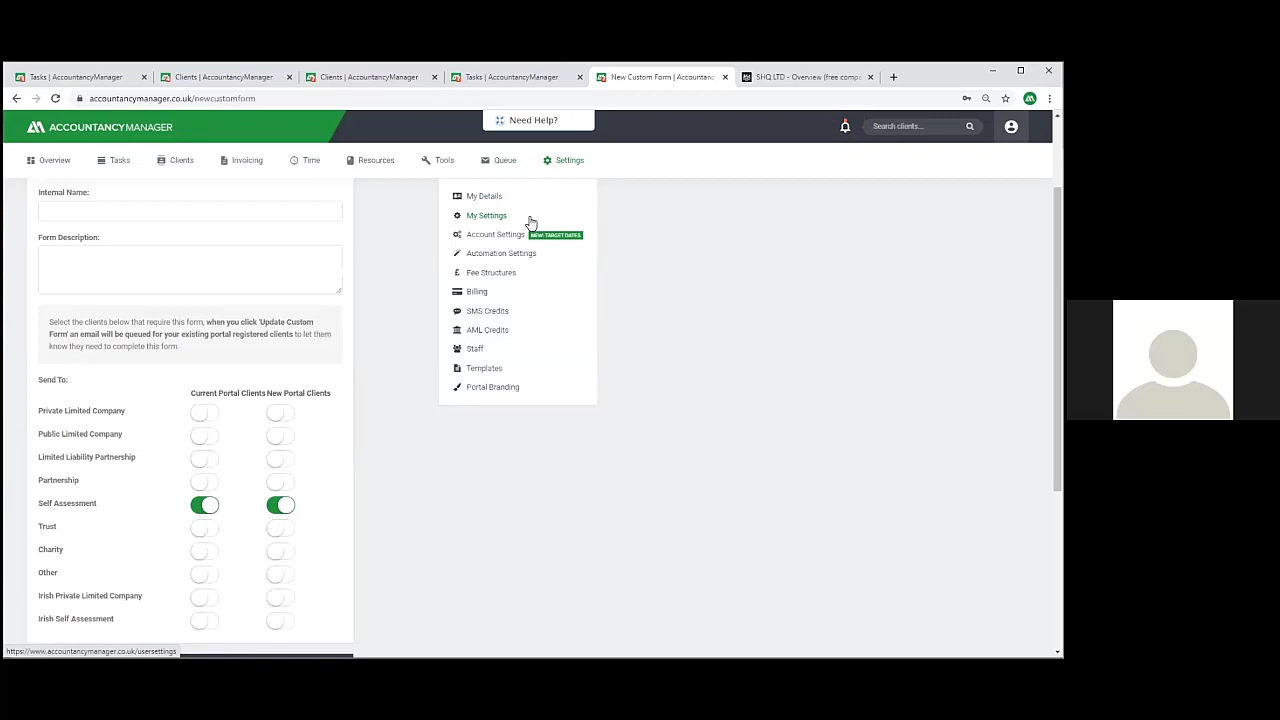 Tasks | AccountancyManager
Clients | AccountancyManager
Clients | AccountancyManager
Tasks | AccountancyManager
New Custom Form | Accountanc
SHQ LTD - Overview (free compa
accountancymanager.co.uk/newcustomform
ACCOUNTANCYMANAGER
Need Help?
Search clients...
Overview
Tasks
Clients
Invoicing
Time
Resources
Tools
Queue
Settings
Internal Name:
Form Description:
Select the clients below that require this form, when you click 'Update Custom
Form' an email will be queued for your existing portal registered clients to let them
know they need to complete this form.
Send To:
Current Portal Clients New Portal Clients
Private Limited Company
Public Limited Company
Limited Liability Partnership
Partnership
Self Assessment
Trust
Charity
Other
Irish Private Limited Company
Irish Self Assessment
My Details
My Settings
Account Settings NEW: TARGET DATES
Automation Settings
£ Fee Structures
Billing
SMS Credits
AML Credits
Staff
Templates
Portal Branding
https://www.accountancymanager.co.uk/usersettings